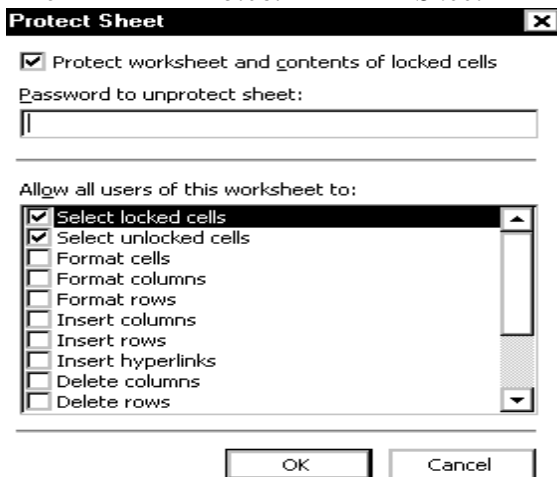 Protect Sheet
Protect worksheet and contents of locked cells
Password to unprotect sheet:
Allow all users of this worksheet to:
Select locked cells
Select unlocked cells
Format cells
Format columns
Format rows
Insert columns
Insert rows
Insert hyperlinks
Delete columns
Delete rows
OK Cancel